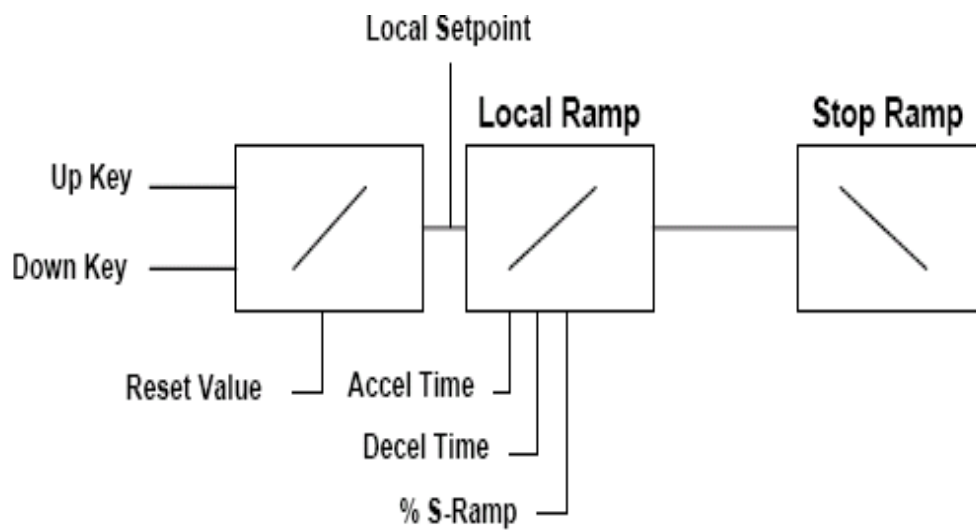 Local Setpoint
Local Ramp
Stop Ramp
Up Key
Down Key
Reset Value
Accel Time
Decel Time
% S-Ramp